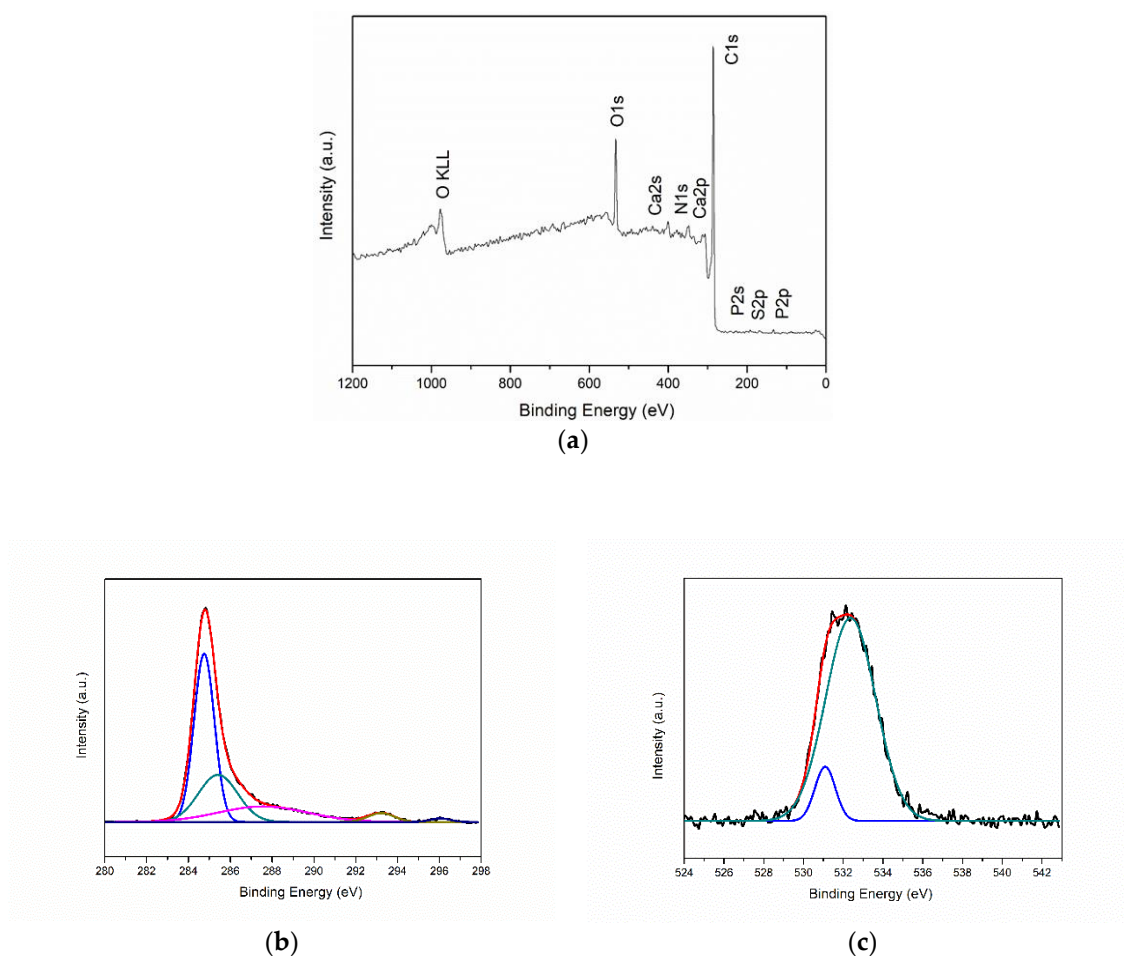 C1s
O1s
O KLL
Ca2s
N1s
Ca2p
P2s
S2p
P2p
Intensity (a.u.)
1200 1000 800 600 400 200 0
Binding Energy (eV)
(a)
Intensity (a.u.)
280 282 284 286 288 290 292 294 296 298
Binding Energy (eV)
(b)
Intensity (a.u.)
524 526 528 530 532 534 536 538 540 542
Binding Energy (eV)
(c)